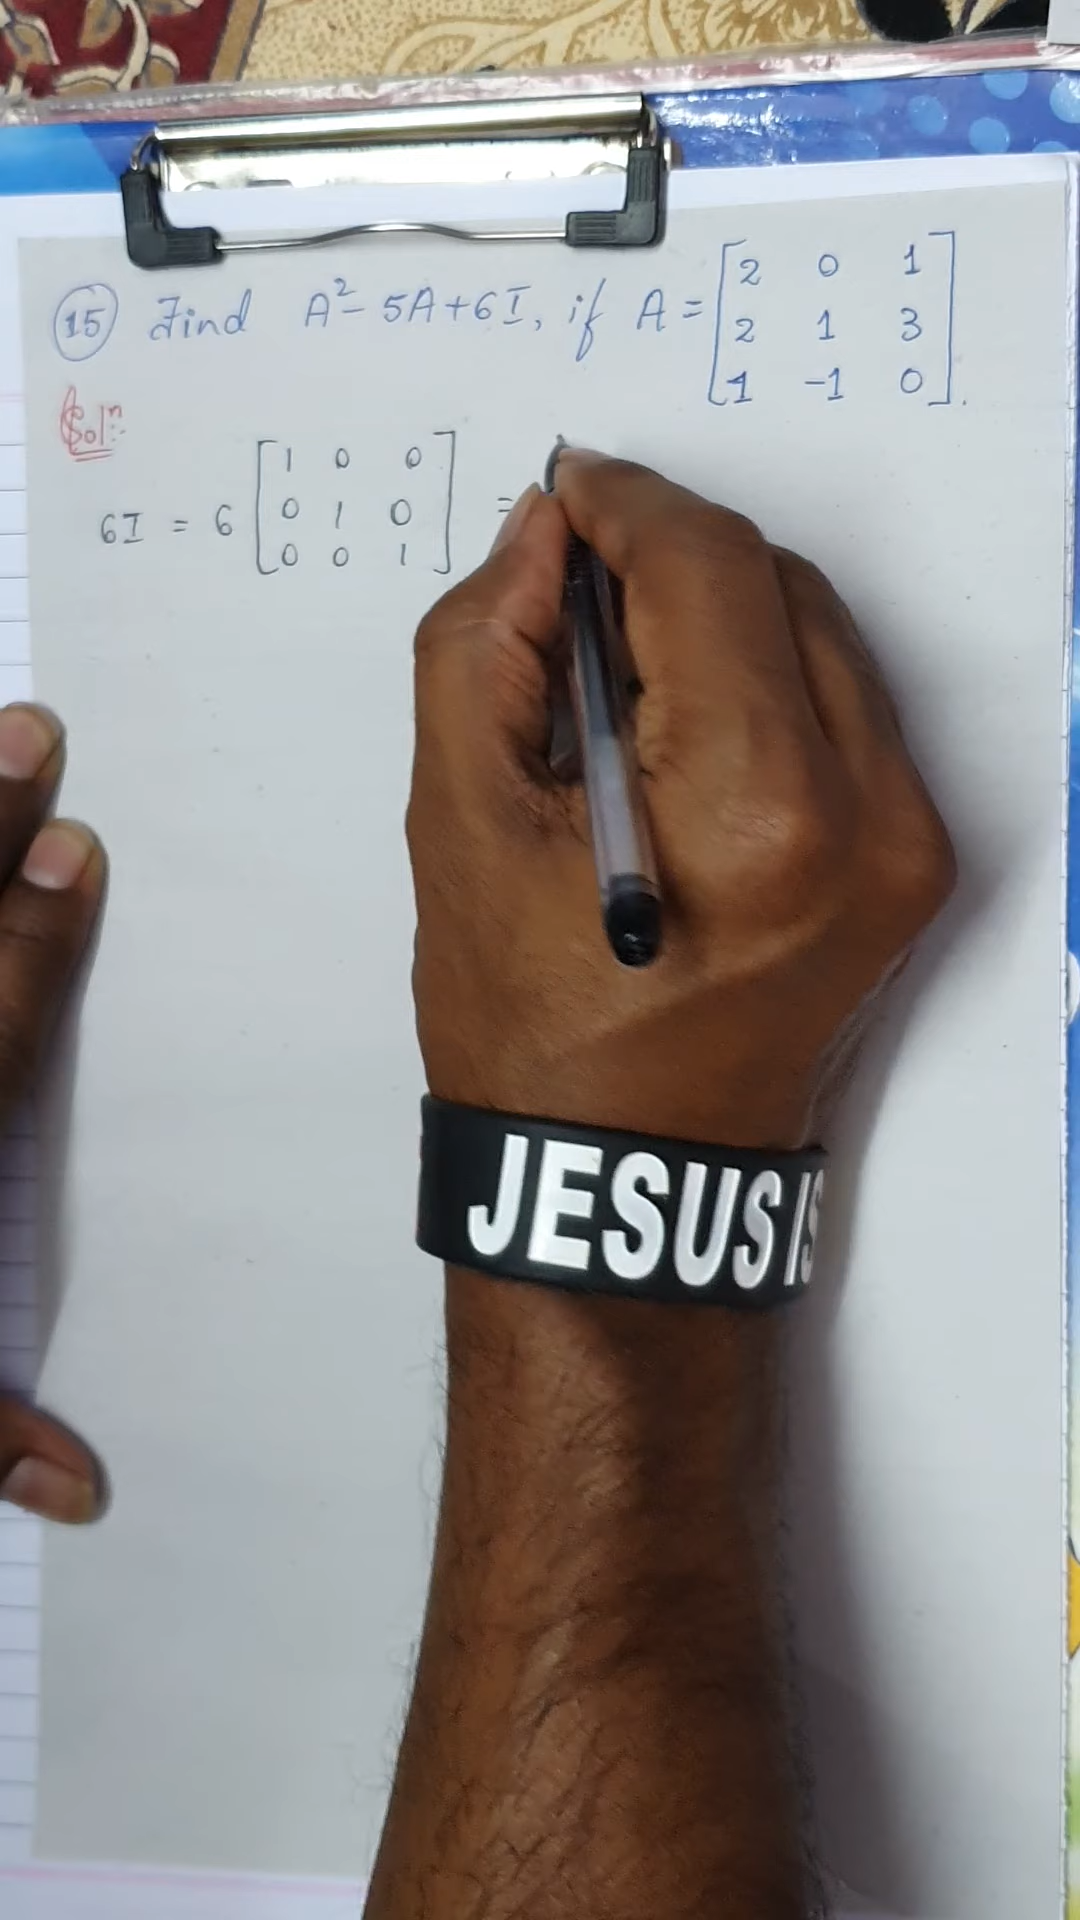 15 Find A² - 5A + 6I, if A = [2 0 1
2 1 3
1 -1 0].
Solⁿ:
6I = 6 [1 0 0
0 1 0
0 0 1] =
JESUS IS